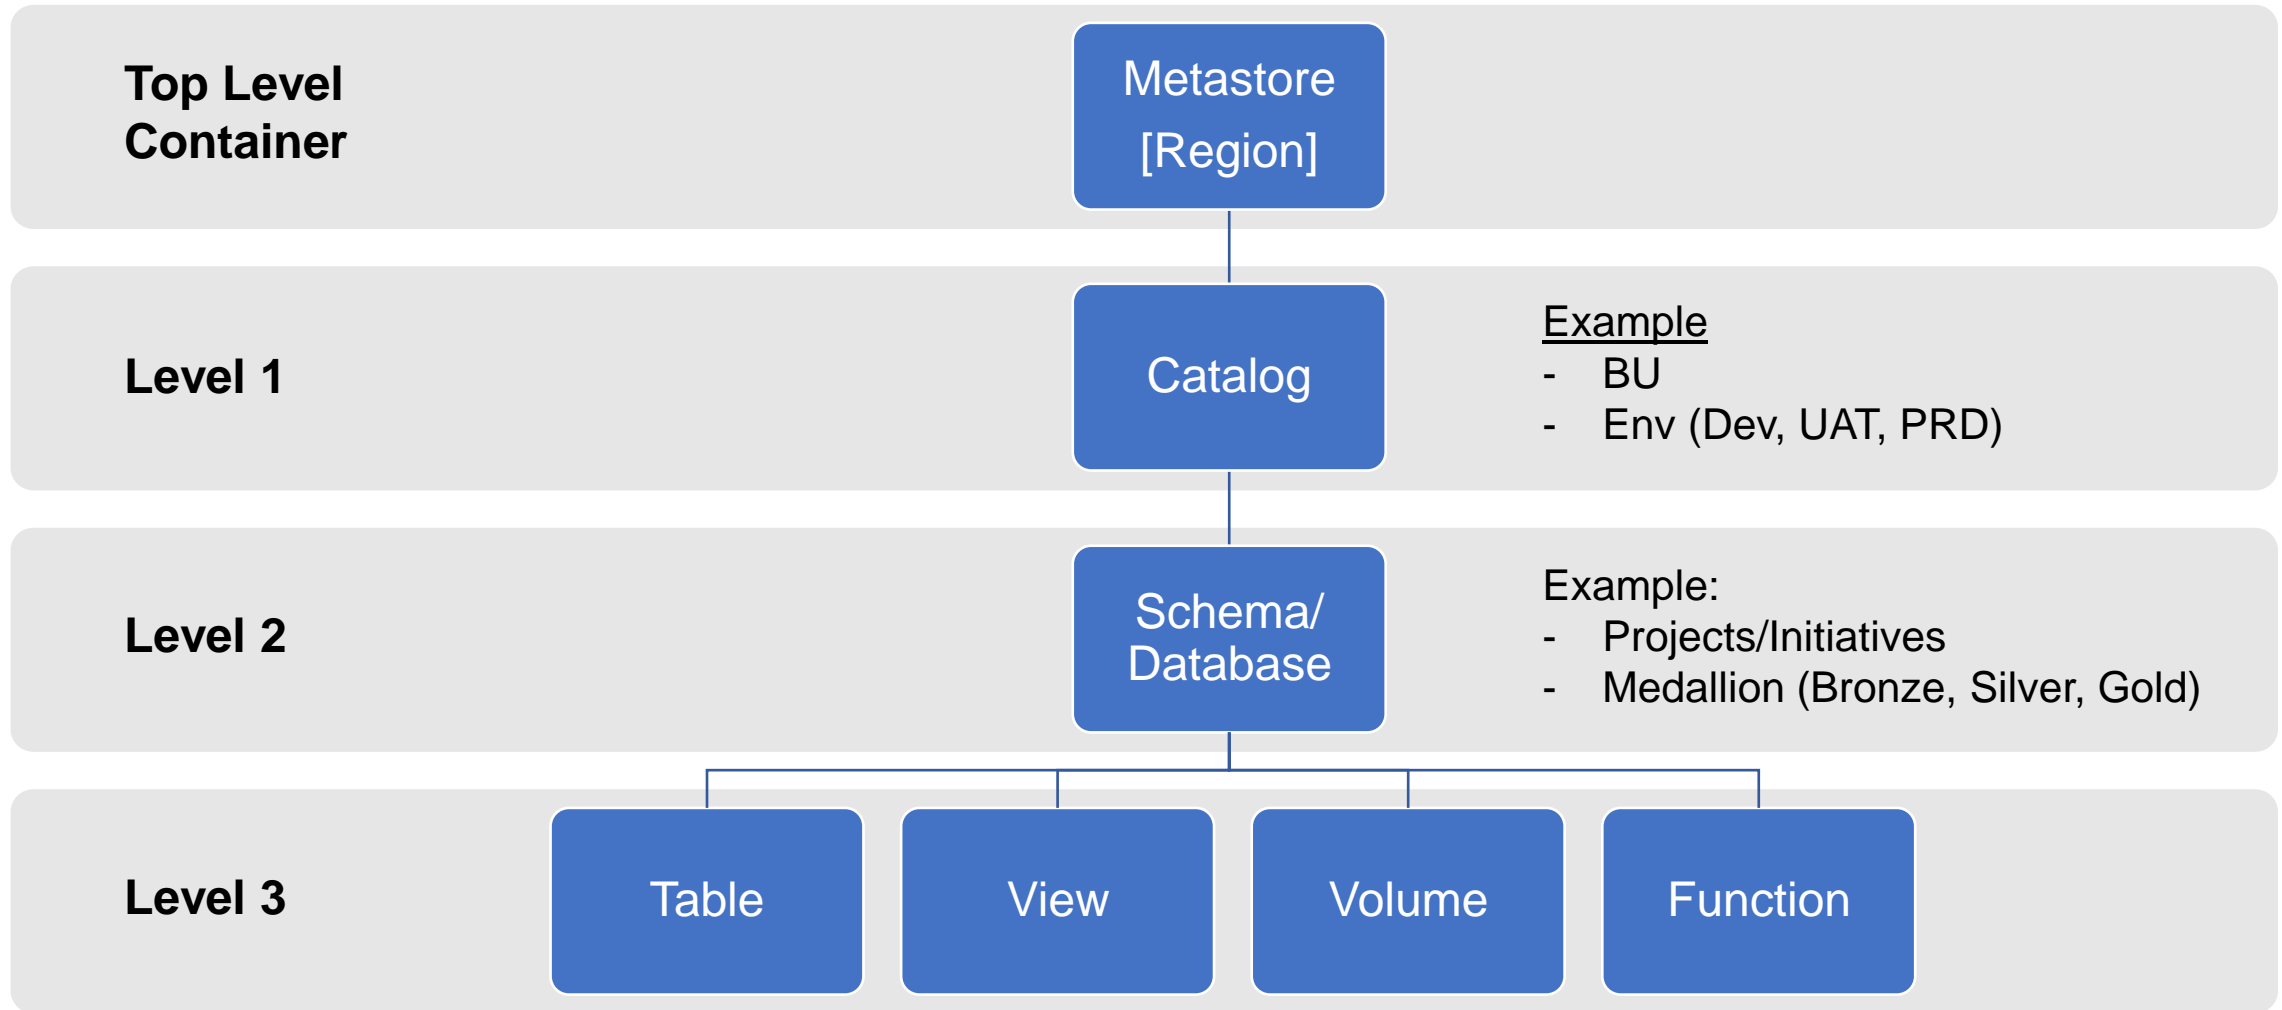 Top Level
Container
Metastore
[Region]
Level 1
Catalog
Example
- BU
- Env (Dev, UAT, PRD)
Level 2
Schema/
Database
Example:
- Projects/Initiatives
- Medallion (Bronze, Silver, Gold)
Level 3
Table
View
Volume
Function